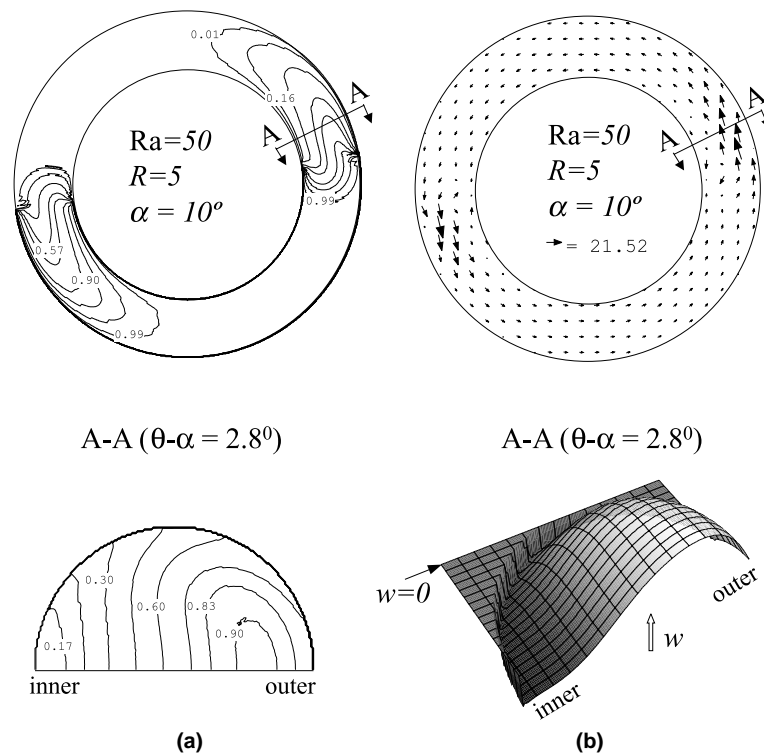 0.01
0.16
A
A
Ra=50
R=5
α = 10º
0.99
0.57
0.90
0.99
A
A
Ra=50
R=5
α = 10º
= 21.52
A-A (θ-α = 2.8⁰)
A-A (θ-α = 2.8⁰)
0.30
0.60
0.83
0.90
0.17
inner
outer
w=0
outer
w
inner
(a)
(b)